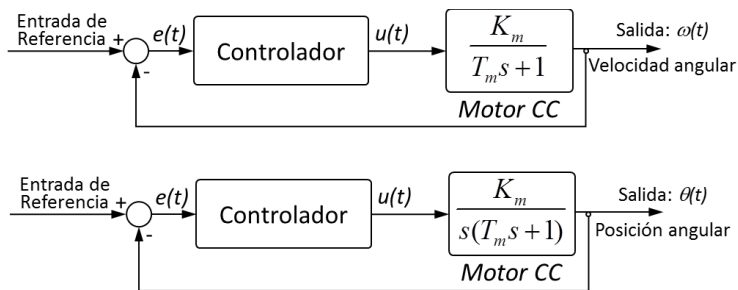 Entrada de
Referencia +
-
e(t)
Controlador
u(t)
K_m
T_m s + 1
Motor CC
Salida: ω(t)
Velocidad angular
Entrada de
Referencia +
-
e(t)
Controlador
u(t)
K_m
s(T_m s + 1)
Motor CC
Salida: θ(t)
Posición angular